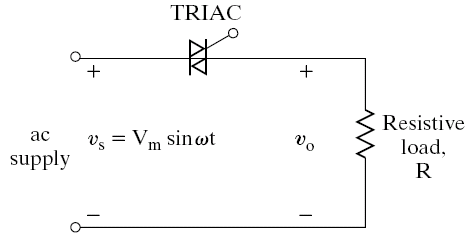 TRIAC
+ +
ac
supply
vₛ = Vₘ sinωt
vₒ
Resistive
load,
R
− −